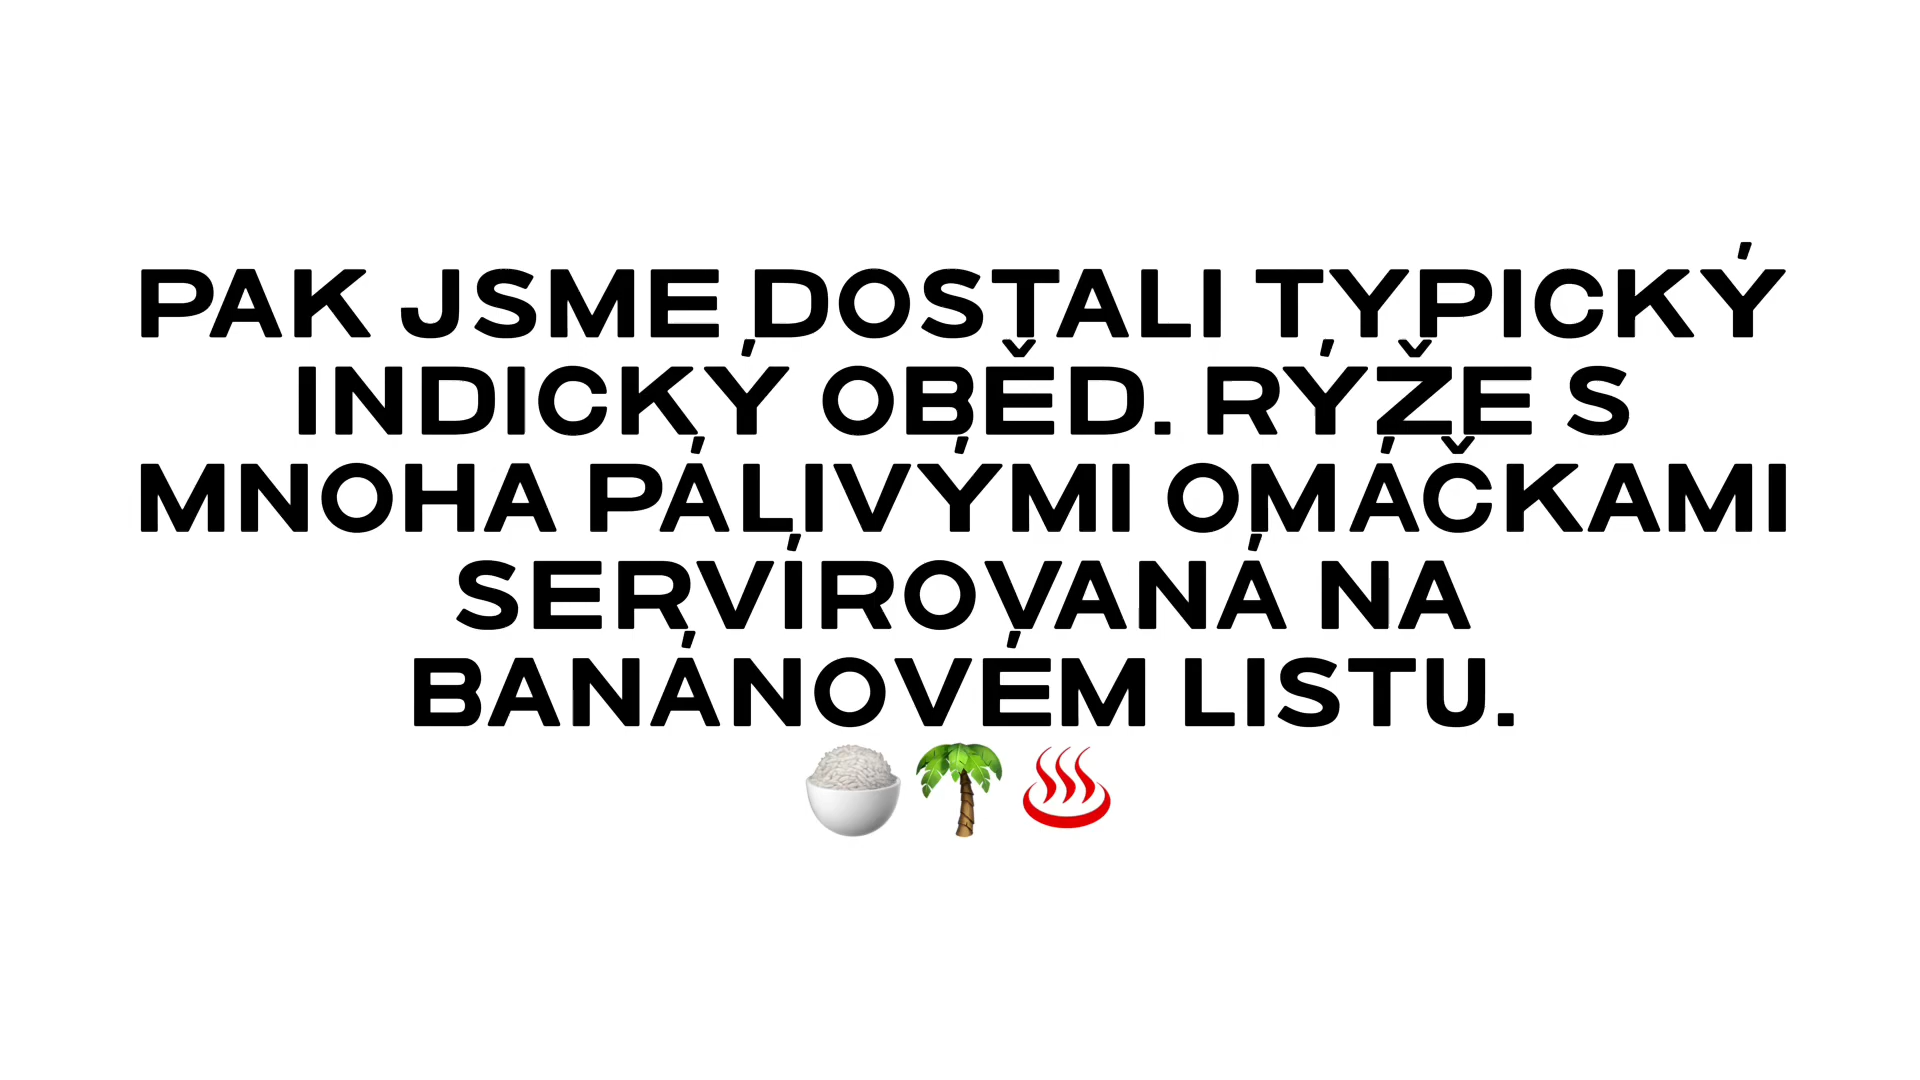 PAK JSME DOSTALI TYPICKÝ
INDICKÝ OBĚD. RÝŽE S
MNOHA PÁLIVÝMI OMÁČKAMI
SERVÍROVANÁ NA
BANÁNOVÉM LISTU.
🍚🌴♨️